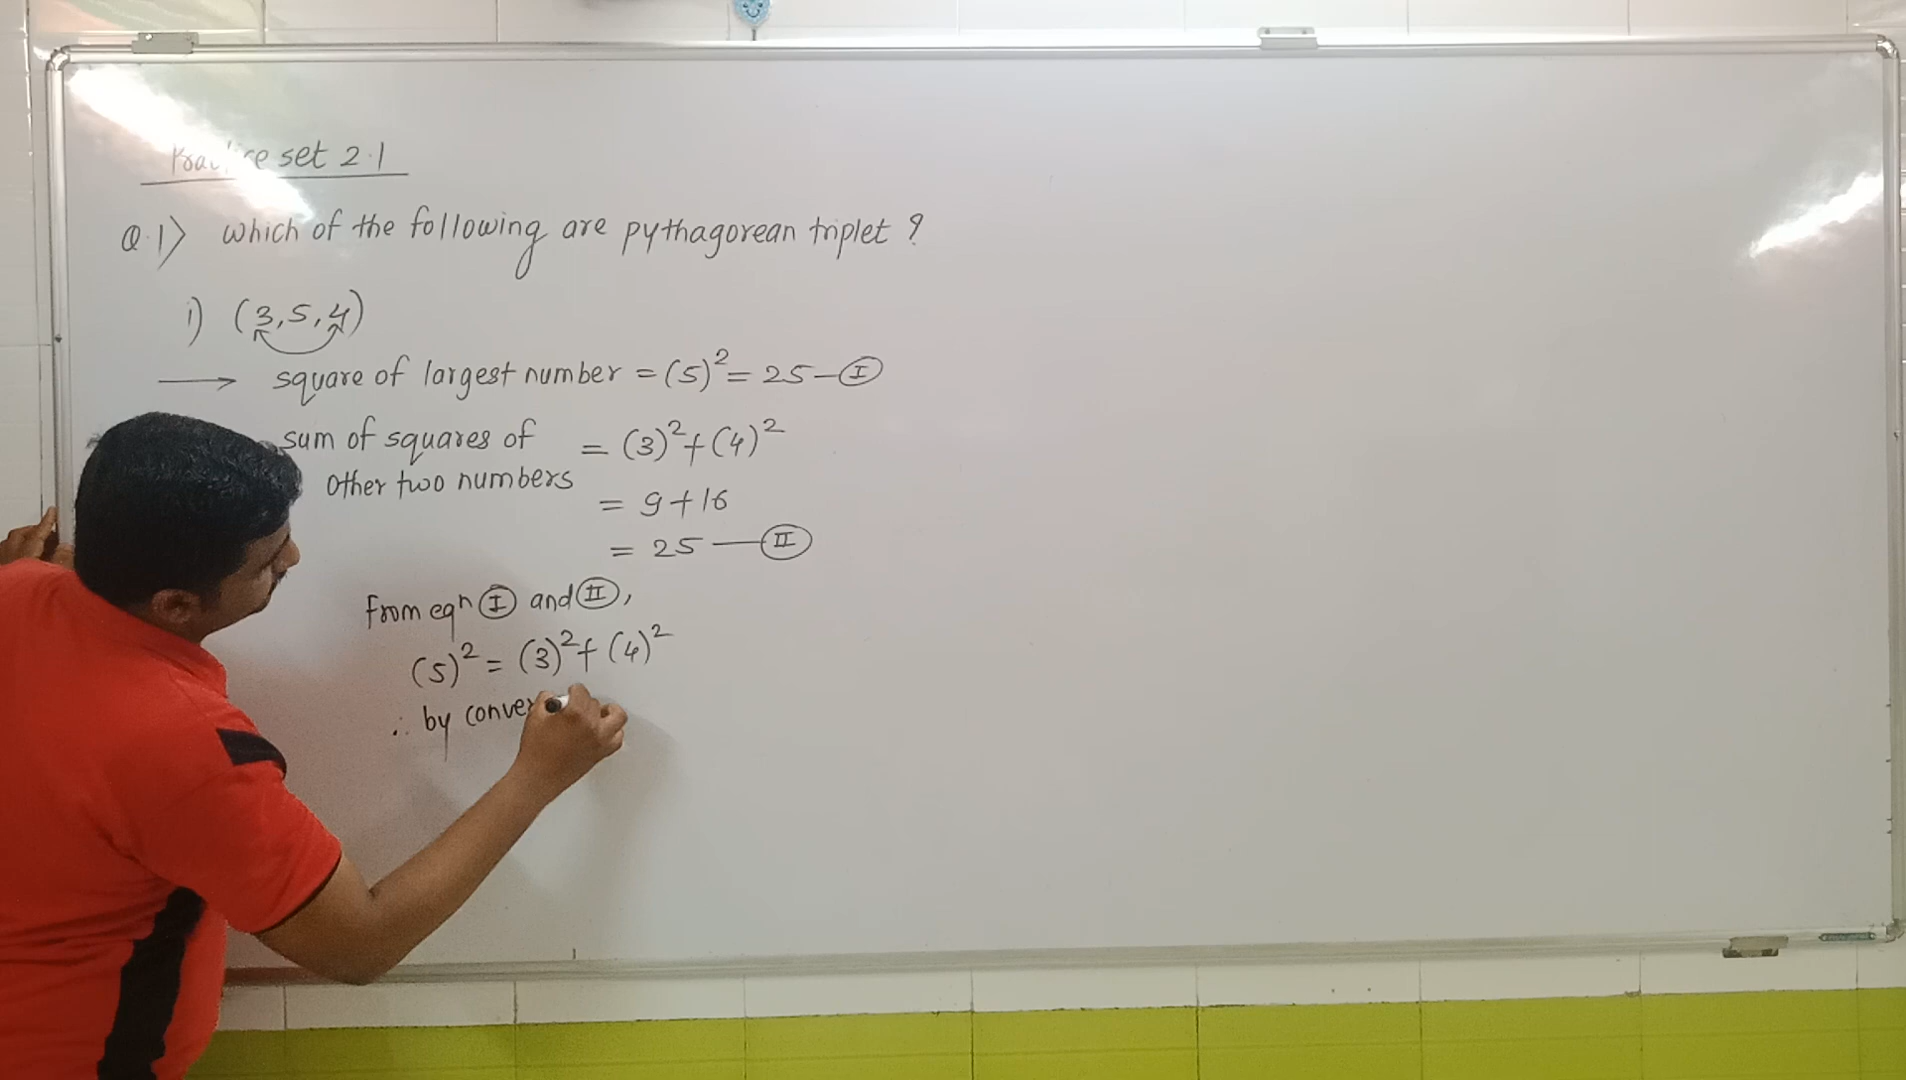 Practice set 2.1
Q.1) which of the following are pythagorean triplet ?
i) (3,5,4)
→ square of largest number = (5)² = 25 — Ⓘ
sum of squares of = (3)² + (4)²
other two numbers
= 9 + 16
= 25 — Ⅱ
from eqn Ⓘ and Ⅱ,
(5)² = (3)² + (4)²
∴ by conver